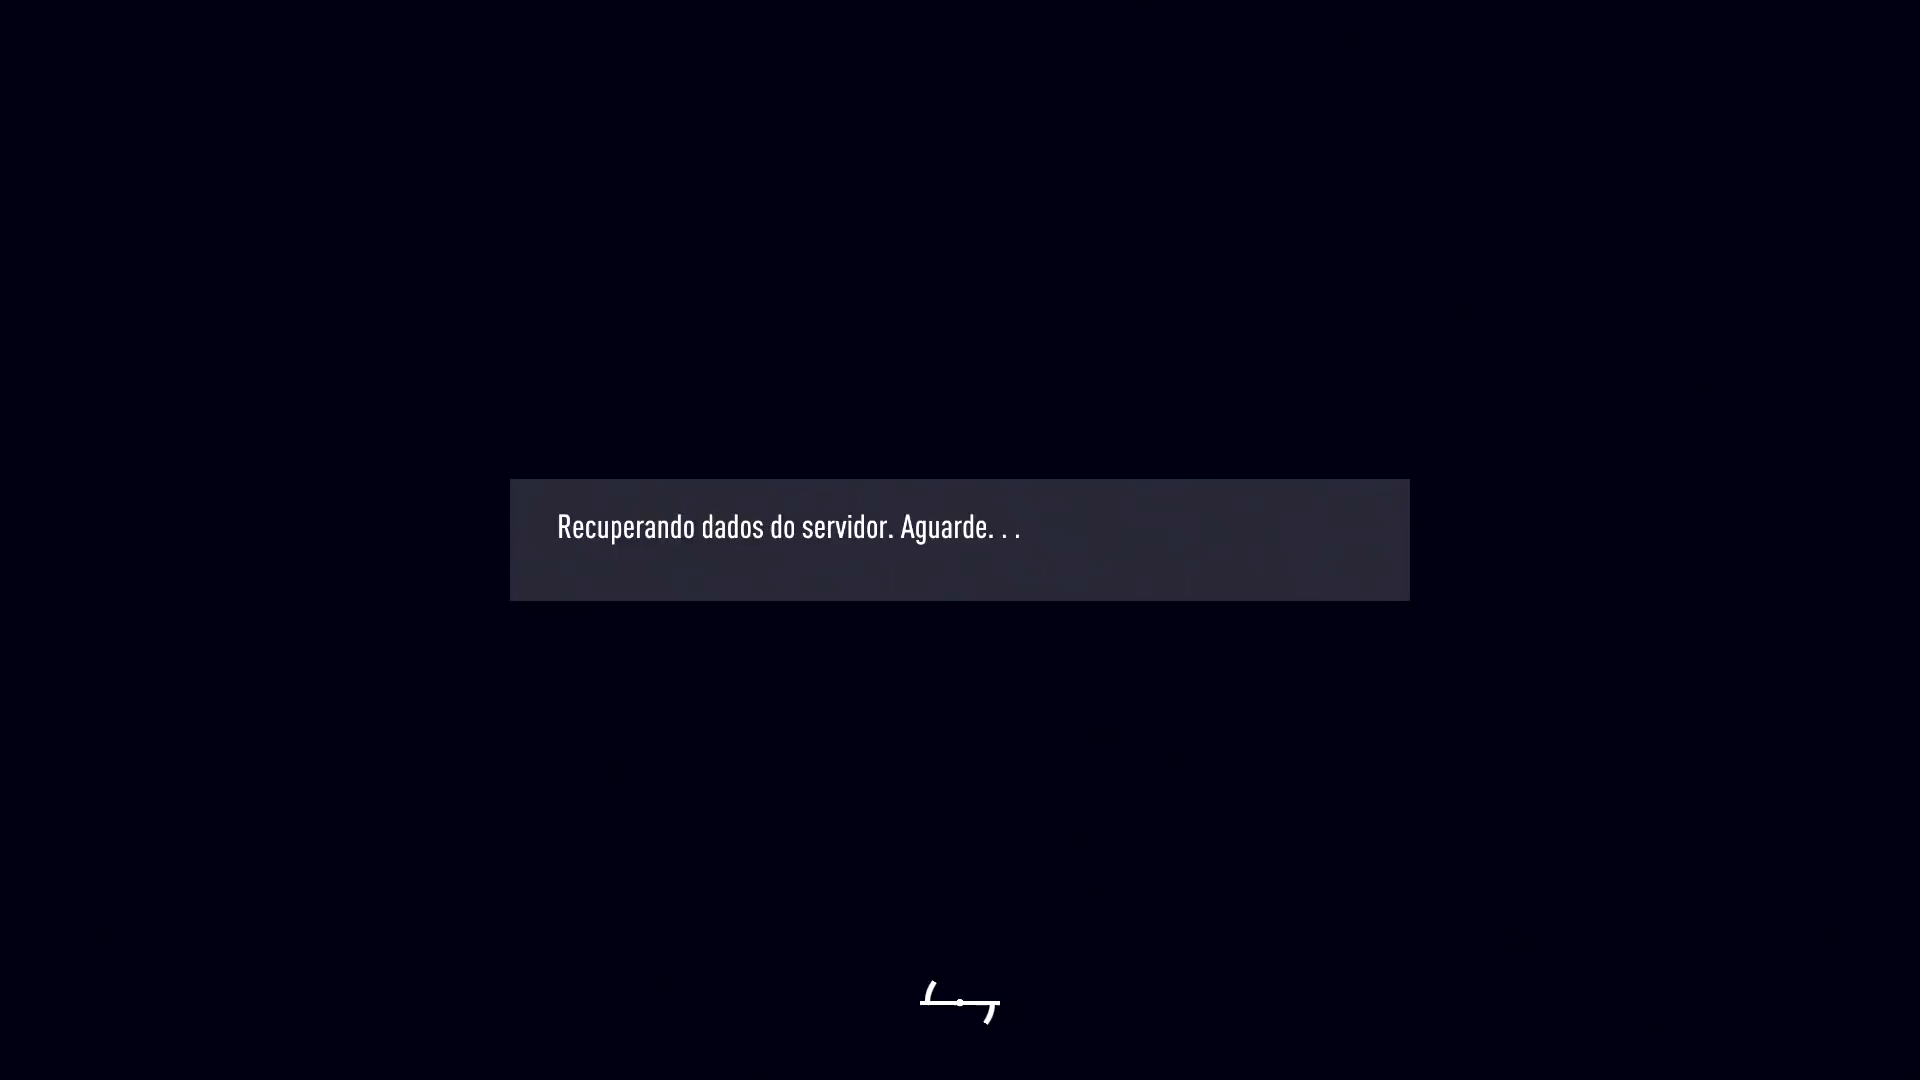 Recuperando dados do servidor. Aguarde. . .